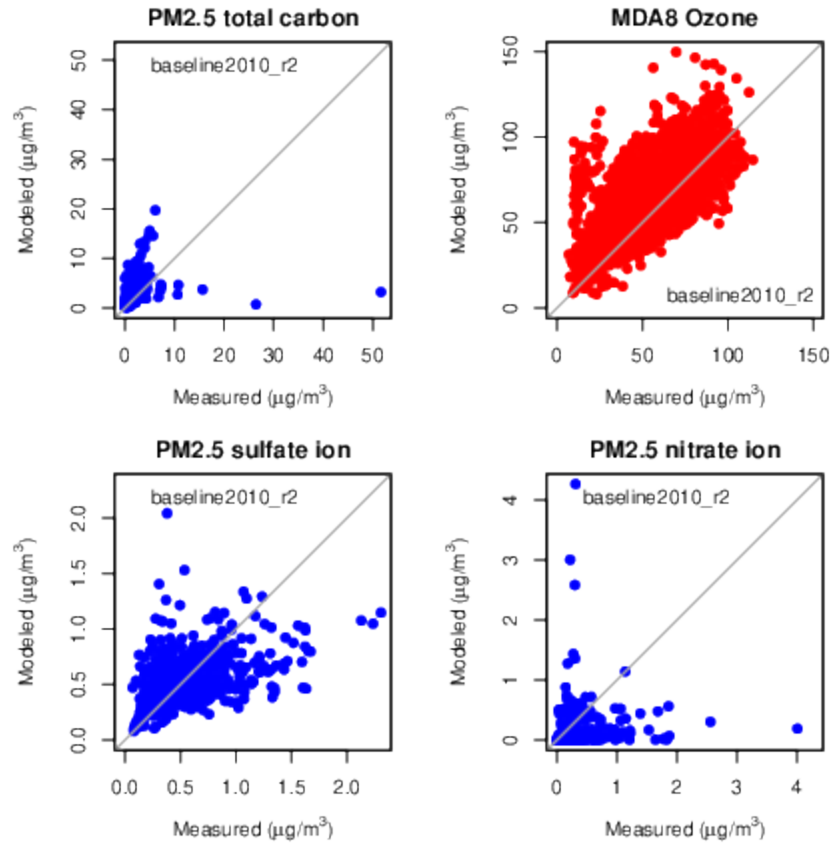 PM2.5 total carbon
baseline2010_r2
Modeled (μg/m³)
0 10 20 30 40 50
0 10 20 30 40 50
Measured (μg/m³)
MDA8 Ozone
baseline2010_r2
Modeled (μg/m³)
0 50 100 150
0 50 100 150
Measured (μg/m³)
PM2.5 sulfate ion
baseline2010_r2
Modeled (μg/m³)
0.0 0.5 1.0 1.5 2.0
0.0 0.5 1.0 1.5 2.0
Measured (μg/m³)
PM2.5 nitrate ion
baseline2010_r2
Modeled (μg/m³)
0 1 2 3 4
0 1 2 3 4
Measured (μg/m³)